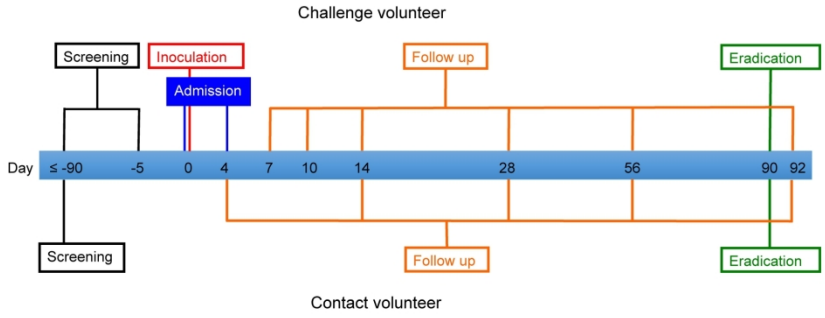 Challenge volunteer
Screening
Inoculation
Follow up
Eradication
Admission
Day ≤ -90 -5 0 4 7 10 14 28 56 90 92
Screening
Follow up
Eradication
Contact volunteer